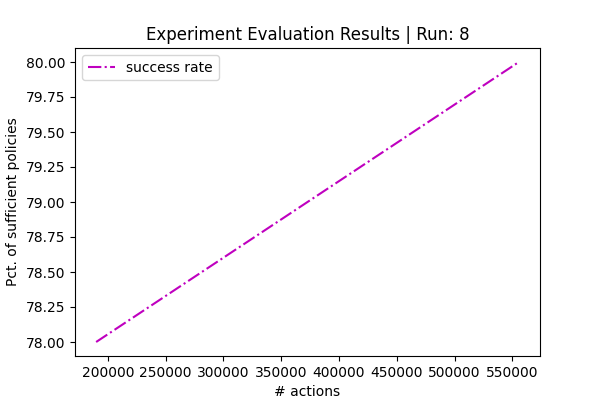 Experiment Evaluation Results | Run: 8
success rate
Pct. of sufficient policies
80.00
79.75
79.50
79.25
79.00
78.75
78.50
78.25
78.00
200000 250000 300000 350000 400000 450000 500000 550000
# actions